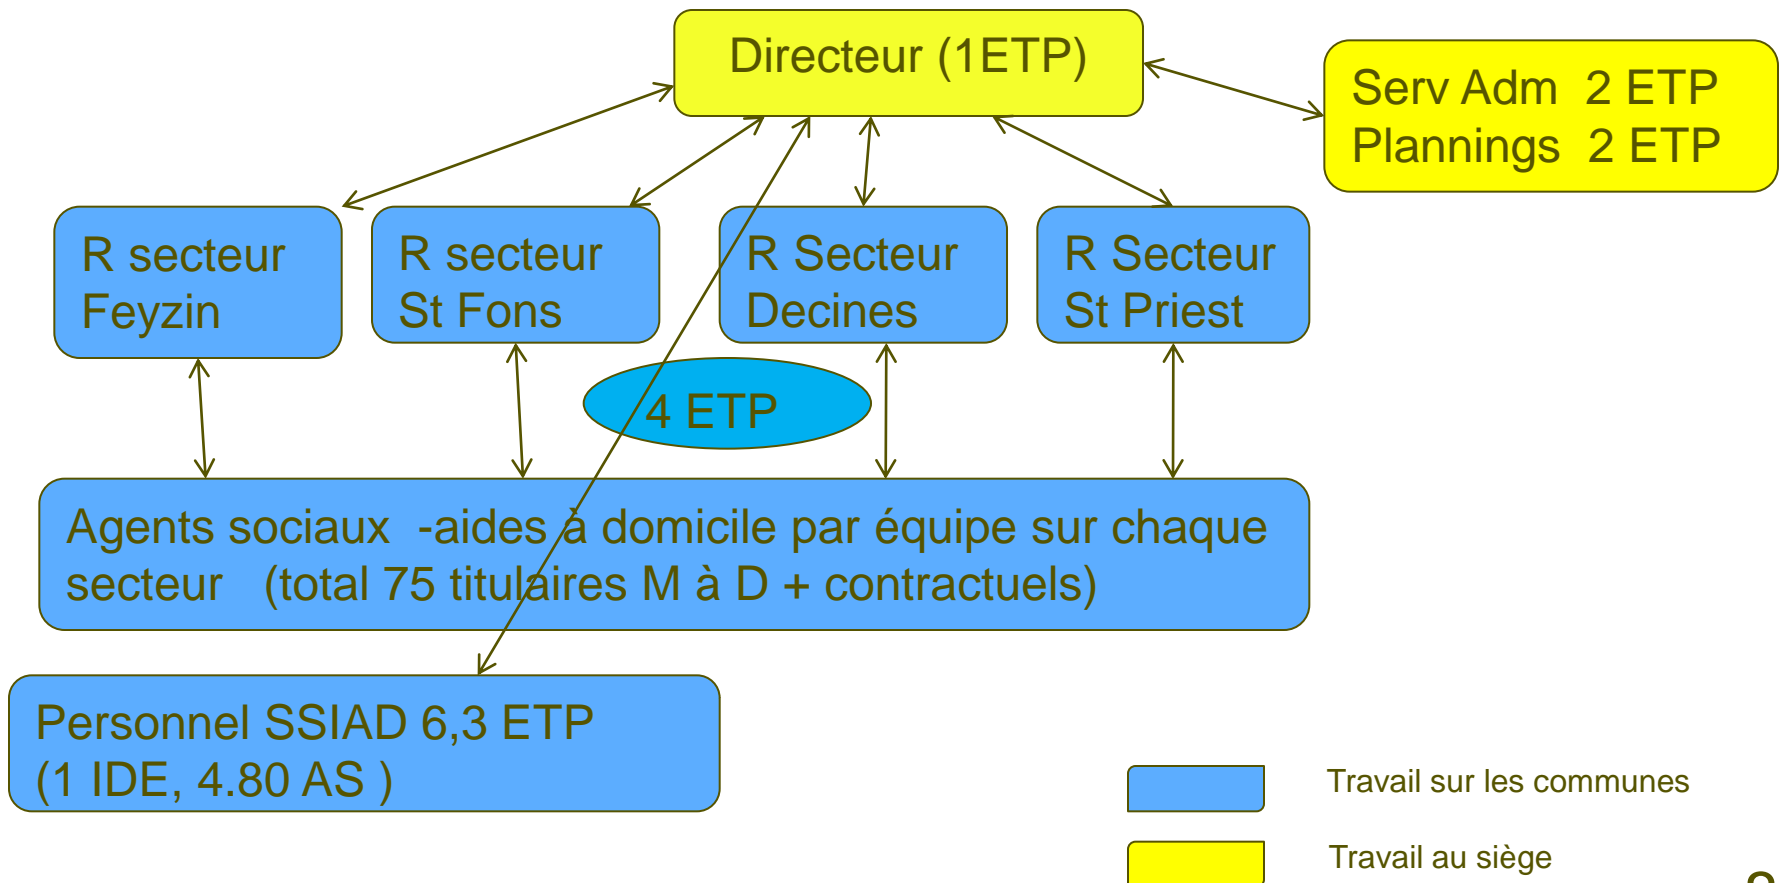 Directeur (1ETP)
Serv Adm 2 ETP
Plannings 2 ETP
R secteur
Feyzin
R secteur
St Fons
R Secteur
Decines
R Secteur
St Priest
4 ETP
Agents sociaux -aides à domicile par équipe sur chaque
secteur (total 75 titulaires M à D + contractuels)
Personnel SSIAD 6,3 ETP
(1 IDE, 4.80 AS )
Travail sur les communes
Travail au siège